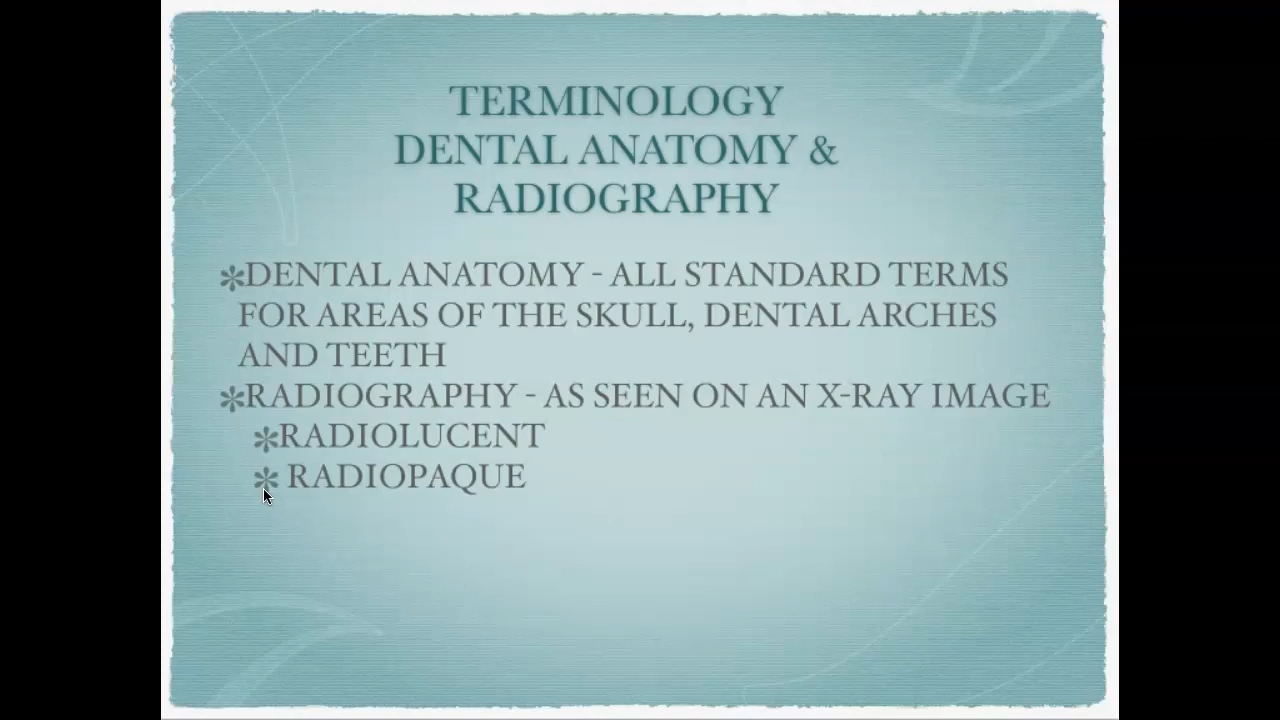 TERMINOLOGY
DENTAL ANATOMY &
RADIOGRAPHY
✻DENTAL ANATOMY - ALL STANDARD TERMS
FOR AREAS OF THE SKULL, DENTAL ARCHES
AND TEETH
✻RADIOGRAPHY - AS SEEN ON AN X-RAY IMAGE
✻RADIOLUCENT
✻ RADIOPAQUE